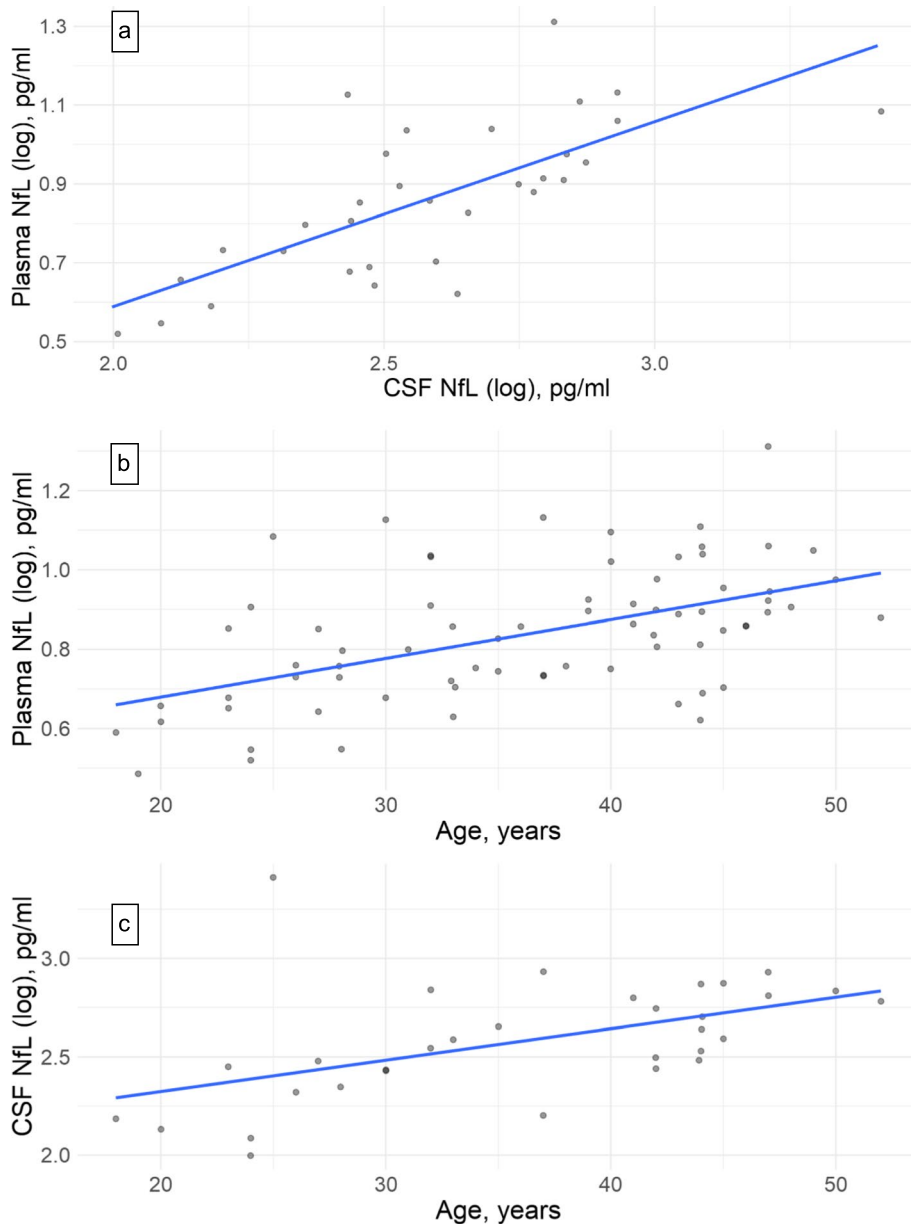 a
Plasma NfL (log), pg/ml
1.3
1.1
0.9
0.7
0.5
2.0 2.5 3.0
CSF NfL (log), pg/ml
b
Plasma NfL (log), pg/ml
1.2
1.0
0.8
0.6
20 30 40 50
Age, years
c
CSF NfL (log), pg/ml
3.0
2.5
2.0
20 30 40 50
Age, years